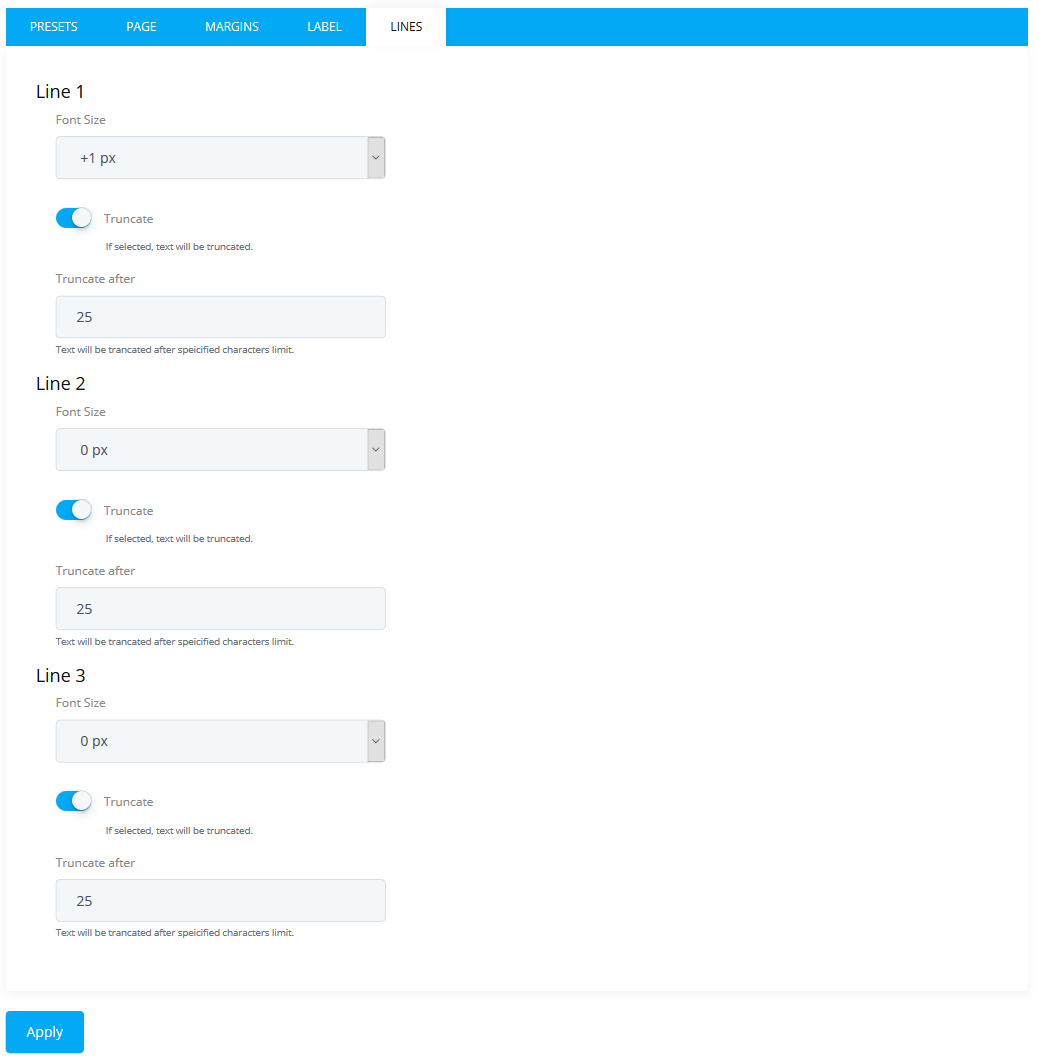 PRESETS PAGE MARGINS LABEL LINES
Line 1
Font Size
+1 px
Truncate
If selected, text will be truncated.
Truncate after
25
Text will be trancated after speicified characters limit.
Line 2
Font Size
0 px
Truncate
If selected, text will be truncated.
Truncate after
25
Text will be trancated after speicified characters limit.
Line 3
Font Size
0 px
Truncate
If selected, text will be truncated.
Truncate after
25
Text will be trancated after speicified characters limit.
Apply